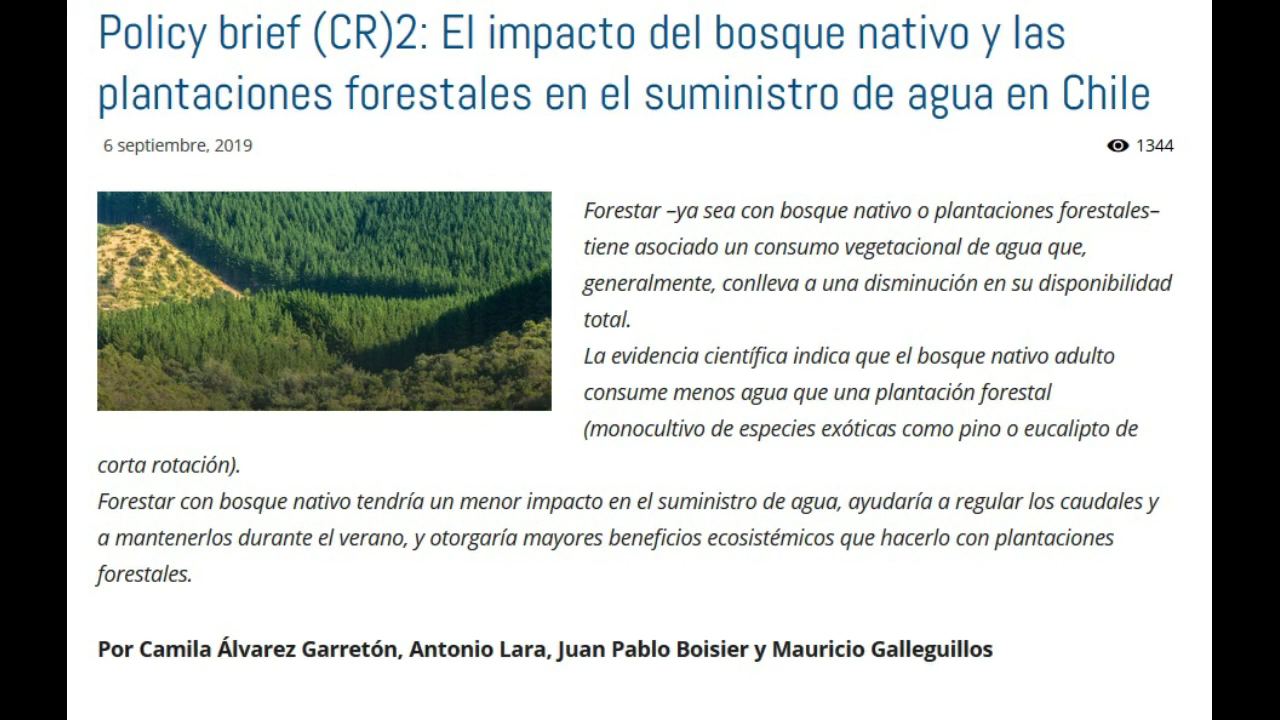 Policy brief (CR)2: El impacto del bosque nativo y las
plantaciones forestales en el suministro de agua en Chile
6 septiembre, 2019
1344
Forestar –ya sea con bosque nativo o plantaciones forestales–
tiene asociado un consumo vegetacional de agua que,
generalmente, conlleva a una disminución en su disponibilidad
total.
La evidencia científica indica que el bosque nativo adulto
consume menos agua que una plantación forestal
(monocultivo de especies exóticas como pino o eucalipto de
corta rotación).
Forestar con bosque nativo tendría un menor impacto en el suministro de agua, ayudaría a regular los caudales y
a mantenerlos durante el verano, y otorgaría mayores beneficios ecosistémicos que hacerlo con plantaciones
forestales.
Por Camila Álvarez Garretón, Antonio Lara, Juan Pablo Boisier y Mauricio Galleguillos